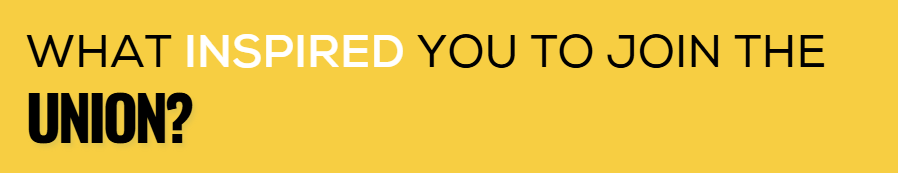 WHAT INSPIRED YOU TO JOIN THE
UNION?